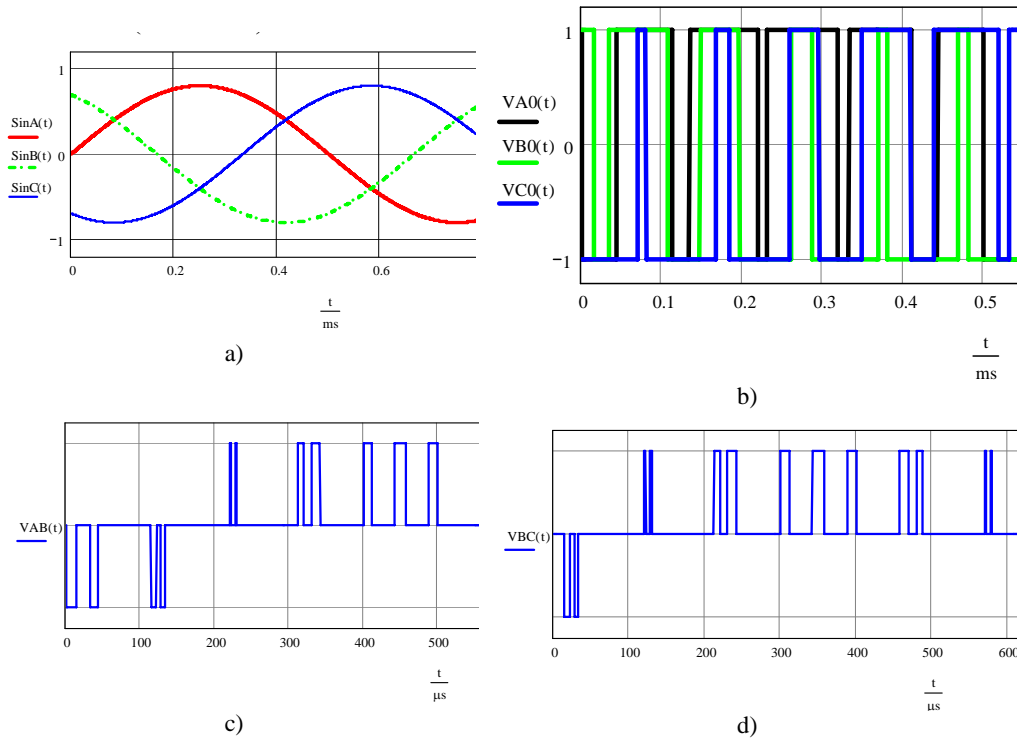 1
SinA(t)
SinB(t)
0
SinC(t)
−1
0 0.2 0.4 0.6
t
ms
a)
1
VA0(t)
VB0(t)
0
VC0(t)
−1
0 0.1 0.2 0.3 0.4 0.5
t
ms
b)
VAB(t)
0 100 200 300 400 500
t
μs
c)
VBC(t)
0 100 200 300 400 500 600
t
μs
d)